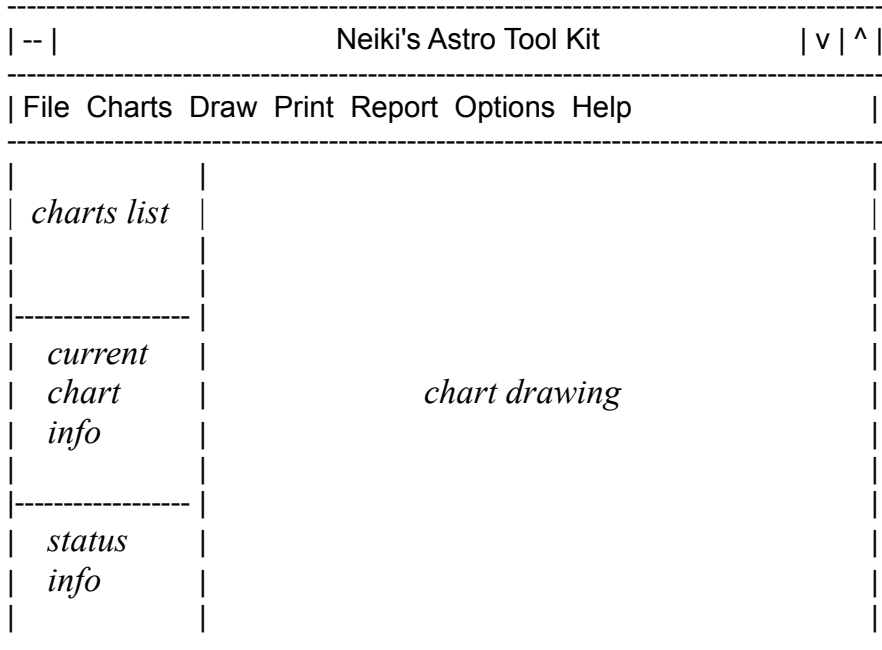 | -- | Neiki's Astro Tool Kit | v | ^ |
| File Charts Draw Print Report Options Help |
charts list
current
chart
info
chart drawing
status
info